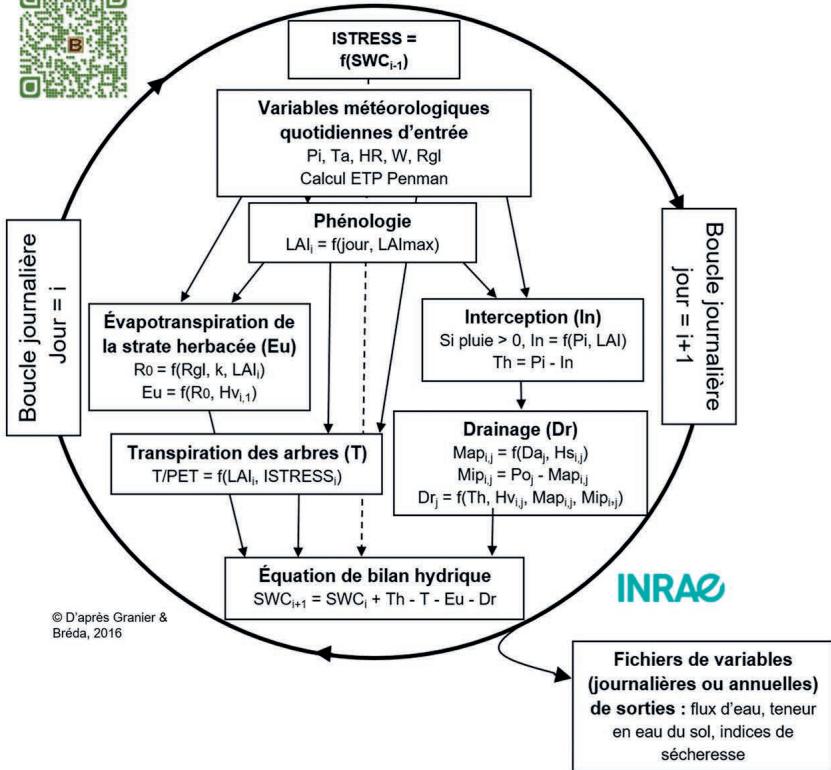 B
ISTRESS =
f(SWCi-1)
Variables météorologiques
quotidiennes d'entrée
Pi, Ta, HR, W, Rgl
Calcul ETP Penman
Phénologie
LAIi = f(jour, LAImax)
Boucle journalière
Jour = i
Boucle journalière
jour = i+1
Évapotranspiration de
la strate herbacée (Eu)
R0 = f(Rgl, k, LAIi)
Eu = f(R0, Hvi,1)
Interception (In)
Si pluie > 0, In = f(Pi, LAI)
Th = Pi - In
Transpiration des arbres (T)
T/PET = f(LAIi, ISTRESSi)
Drainage (Dr)
Mapi,j = f(Daj, Hsi,j)
Mipi,j = Poj - Mapi,j
Drj = f(Th, Hvi,j, Mapi,j, Mipi,j)
Équation de bilan hydrique
SWCi+1 = SWCi + Th - T - Eu - Dr
INRAE
© D'après Granier &
Bréda, 2016
Fichiers de variables
(journalières ou annuelles)
de sorties : flux d'eau, teneur
en eau du sol, indices de
sécheresse